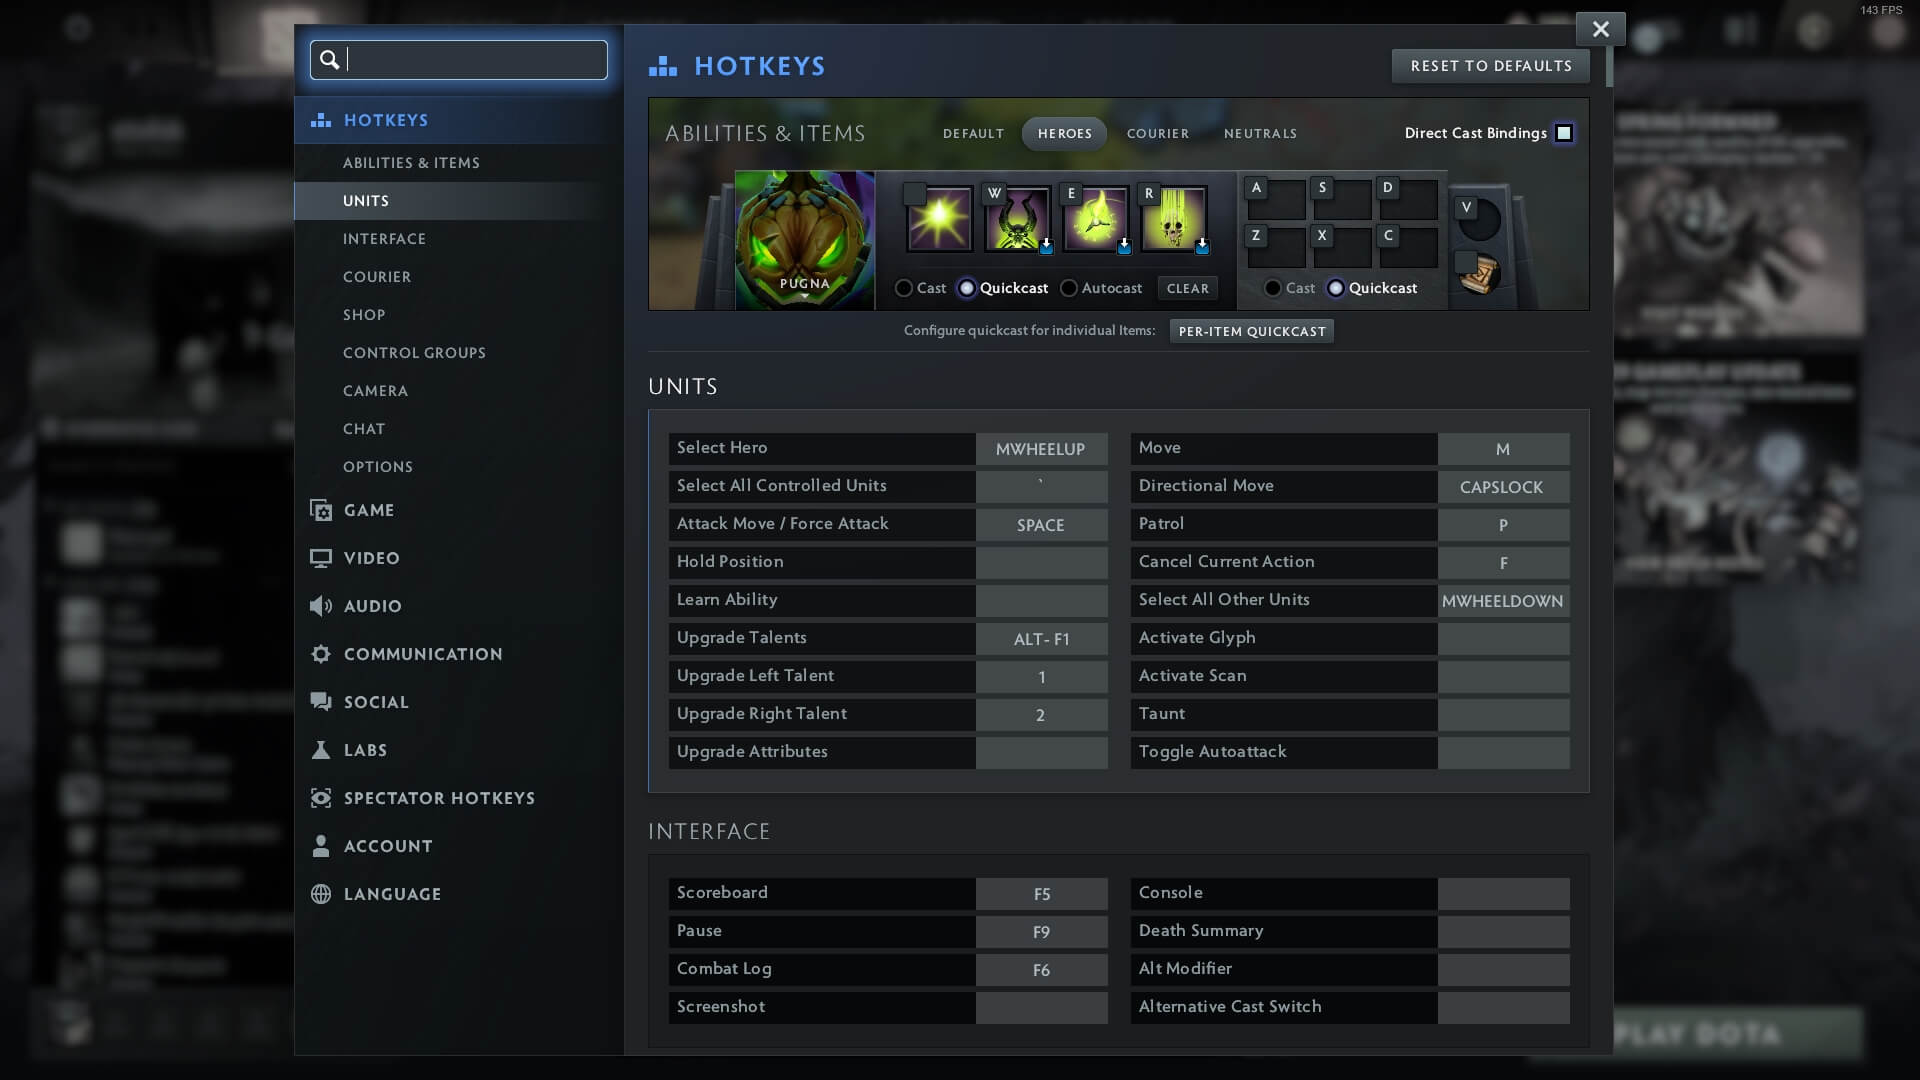 143 FPS
HOTKEYS
ABILITIES & ITEMS
UNITS
INTERFACE
COURIER
SHOP
CONTROL GROUPS
CAMERA
CHAT
OPTIONS
GAME
VIDEO
AUDIO
COMMUNICATION
SOCIAL
LABS
SPECTATOR HOTKEYS
ACCOUNT
LANGUAGE
HOTKEYS
RESET TO DEFAULTS
ABILITIES & ITEMS
DEFAULT
HEROES
COURIER
NEUTRALS
Direct Cast Bindings
W
E
R
A
S
D
V
Z
X
C
PUGNA
Cast
Quickcast
Autocast
CLEAR
Cast
Quickcast
Configure quickcast for individual Items:
PER-ITEM QUICKCAST
UNITS
Select Hero MWHEELUP
Select All Controlled Units `
Attack Move / Force Attack SPACE
Hold Position
Learn Ability
Upgrade Talents ALT- F1
Upgrade Left Talent 1
Upgrade Right Talent 2
Upgrade Attributes
Move M
Directional Move CAPSLOCK
Patrol P
Cancel Current Action F
Select All Other Units MWHEELDOWN
Activate Glyph
Activate Scan
Taunt
Toggle Autoattack
INTERFACE
Scoreboard F5
Pause F9
Combat Log F6
Screenshot
Console
Death Summary
Alt Modifier
Alternative Cast Switch
PLAY DOTA